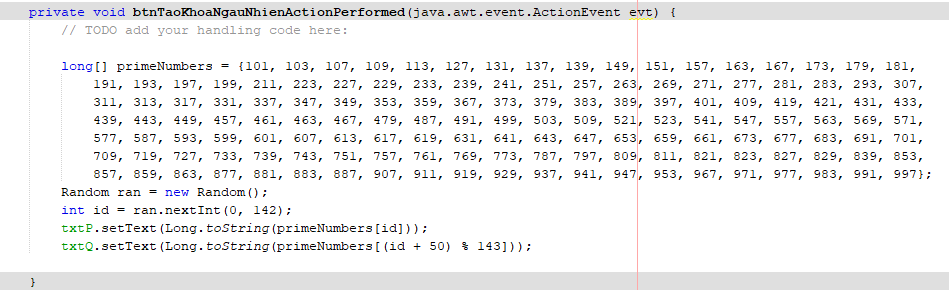 private void btnTaoKhoaNgauNhienActionPerformed(java.awt.event.ActionEvent evt) {
// TODO add your handling code here:
long[] primeNumbers = {101, 103, 107, 109, 113, 127, 131, 137, 139, 149, 151, 157, 163, 167, 173, 179, 181,
191, 193, 197, 199, 211, 223, 227, 229, 233, 239, 241, 251, 257, 263, 269, 271, 277, 281, 283, 293, 307,
311, 313, 317, 331, 337, 347, 349, 353, 359, 367, 373, 379, 383, 389, 397, 401, 409, 419, 421, 431, 433,
439, 443, 449, 457, 461, 463, 467, 479, 487, 491, 499, 503, 509, 521, 523, 541, 547, 557, 563, 569, 571,
577, 587, 593, 599, 601, 607, 613, 617, 619, 631, 641, 643, 647, 653, 659, 661, 673, 677, 683, 691, 701,
709, 719, 727, 733, 739, 743, 751, 757, 761, 769, 773, 787, 797, 809, 811, 821, 823, 827, 829, 839, 853,
857, 859, 863, 877, 881, 883, 887, 907, 911, 919, 929, 937, 941, 947, 953, 967, 971, 977, 983, 991, 997};
Random ran = new Random();
int id = ran.nextInt(0, 142);
txtP.setText(Long.toString(primeNumbers[id]));
txtQ.setText(Long.toString(primeNumbers[(id + 50) % 143]));
}